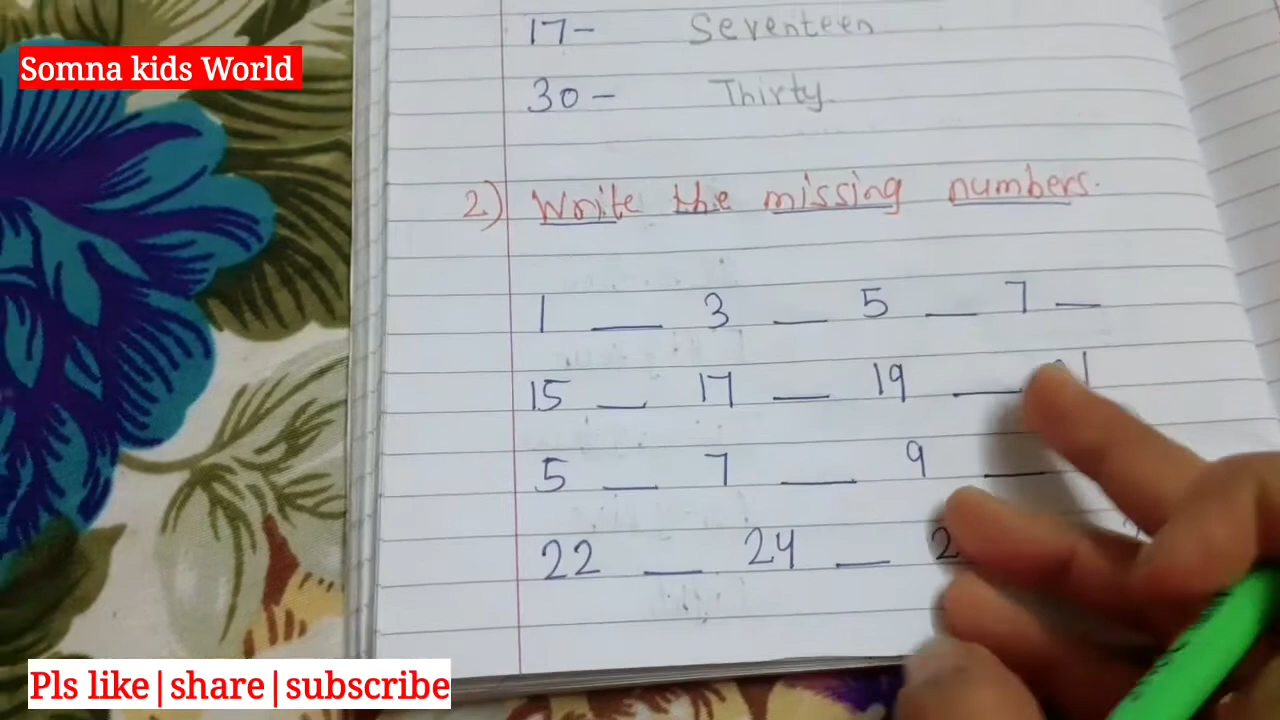 17- Seventeen
Somna kids World
30- Thirty
2) Write the missing numbers.
1 __ 3 __ 5 __ 7 __
15 __ 17 __ 19 __
5 __ 7 __ 9 __
22 __ 24 __ 2
Pls like|share|subscribe